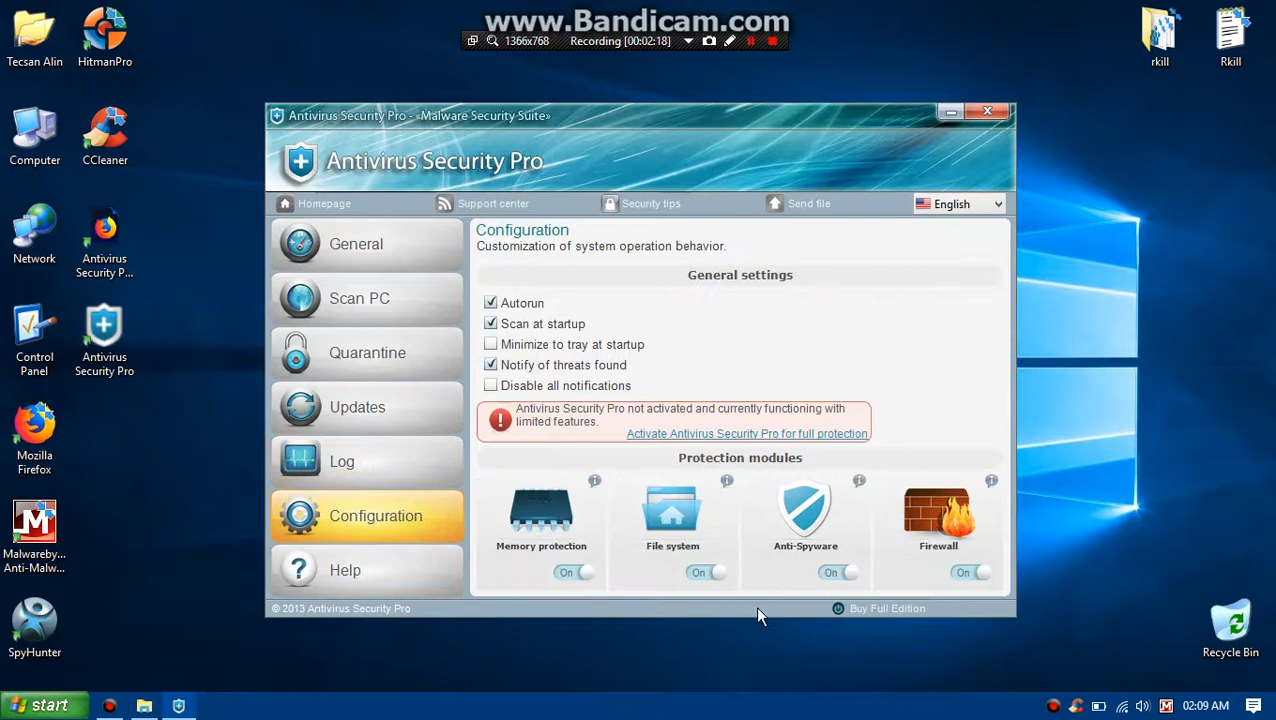 www.Bandicam.com
1366x768 Recording [00:02:18]
Tecsan Alin
HitmanPro
rkill
Rkill
Computer
CCleaner
Network
Antivirus
Security P...
Control
Panel
Antivirus
Security Pro
Mozilla
Firefox
Malwareby...
Anti-Malw...
SpyHunter
Recycle Bin
Antivirus Security Pro - «Malware Security Suite»
Antivirus Security Pro
Homepage Support center Security tips Send file English
General
Scan PC
Quarantine
Updates
Log
Configuration
Help
Configuration
Customization of system operation behavior.
General settings
Autorun
Scan at startup
Minimize to tray at startup
Notify of threats found
Disable all notifications
Antivirus Security Pro not activated and currently functioning with
limited features.
Activate Antivirus Security Pro for full protection
Protection modules
Memory protection File system Anti-Spyware Firewall
On On On On
© 2013 Antivirus Security Pro Buy Full Edition
start 02:09 AM